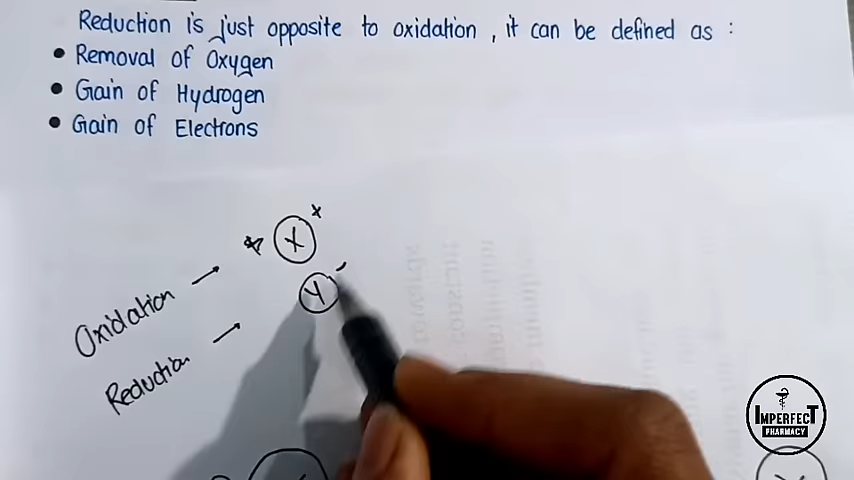 Reduction is just opposite to oxidation , it can be defined as :
• Removal of Oxygen
• Gain of Hydrogen
• Gain of Electrons
Oxidation → X+
Reduction → Y-
IMPERFECT
PHARMACY